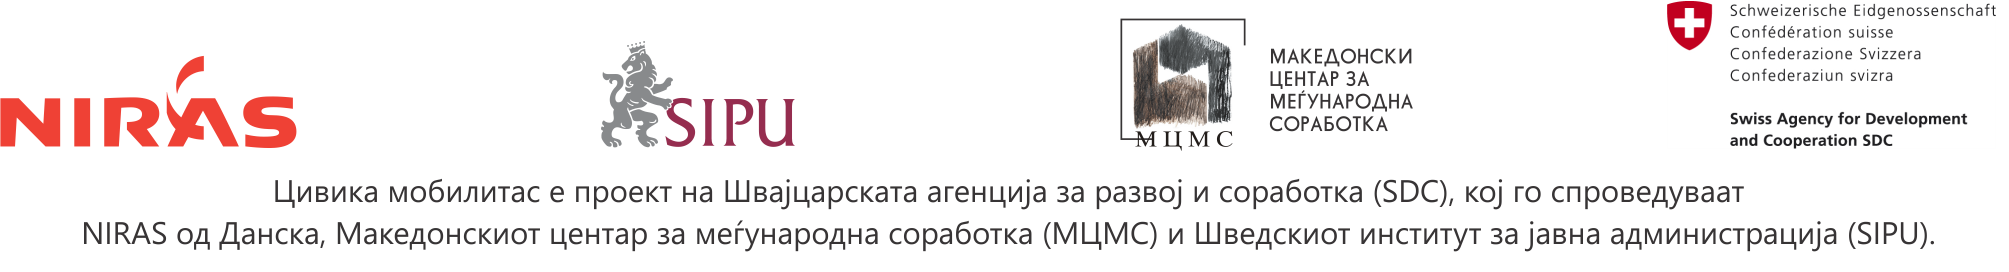 NIRAS
SIPU
МЦМС
МАКЕДОНСКИ
ЦЕНТАР ЗА
МЕЃУНАРОДНА
СОРАБОТКА
Schweizerische Eidgenossenschaft
Confédération suisse
Confederazione Svizzera
Confederaziun svizra
Swiss Agency for Development
and Cooperation SDC
Цивика мобилитас е проект на Швајцарската агенција за развој и соработка (SDC), кој го спроведуваат
NIRAS од Данска, Македонскиот центар за меѓународна соработка (МЦМС) и Шведскиот институт за јавна администрација (SIPU).